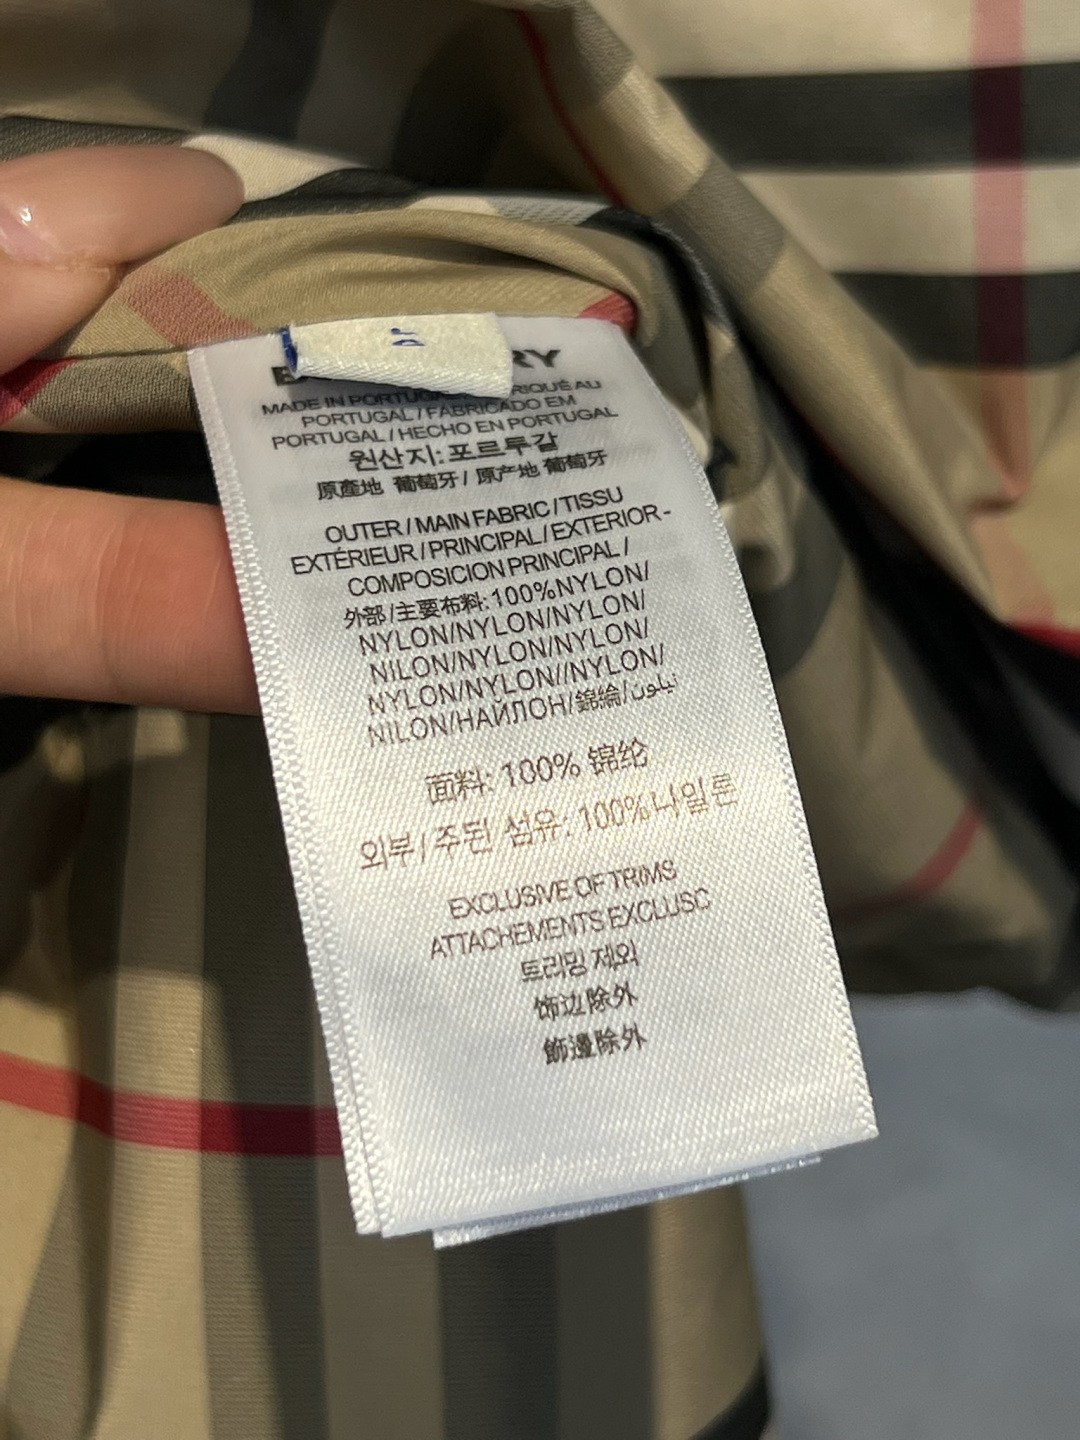 MADE IN PORTUGAL
PORTUGAL / FABRICADO EM
PORTUGAL / HECHO EN PORTUGAL
원산지: 포르투갈
原產地 葡萄牙 / 原产地 葡萄牙
OUTER / MAIN FABRIC / TISSU
EXTÉRIEUR / PRINCIPAL / EXTERIOR -
COMPOSICION PRINCIPAL /
外部 / 主要布料: 100% NYLON/
NYLON/NYLON/NYLON/
NILON/NYLON/NYLON/
NYLON/NYLON//NYLON/
NILON/НАЙЛОН/錦綸/نيلون
面料: 100% 锦纶
외부 / 주된 섬유: 100% 나일론
EXCLUSIVE OF TRIMS
ATTACHEMENTS EXCLUSC
트리밍 제외
饰边除外
飾邊除外